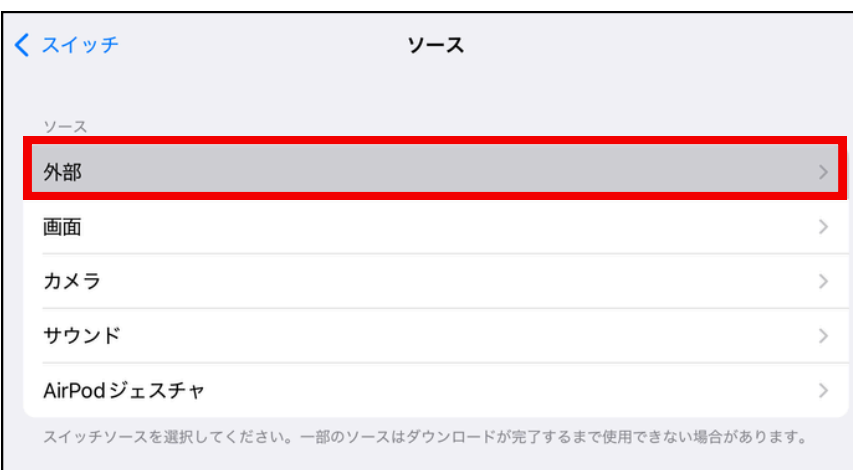 スイッチ
ソース
ソース
外部
画面
カメラ
サウンド
AirPodジェスチャ
スイッチソースを選択してください。一部のソースはダウンロードが完了するまで使用できない場合があります。